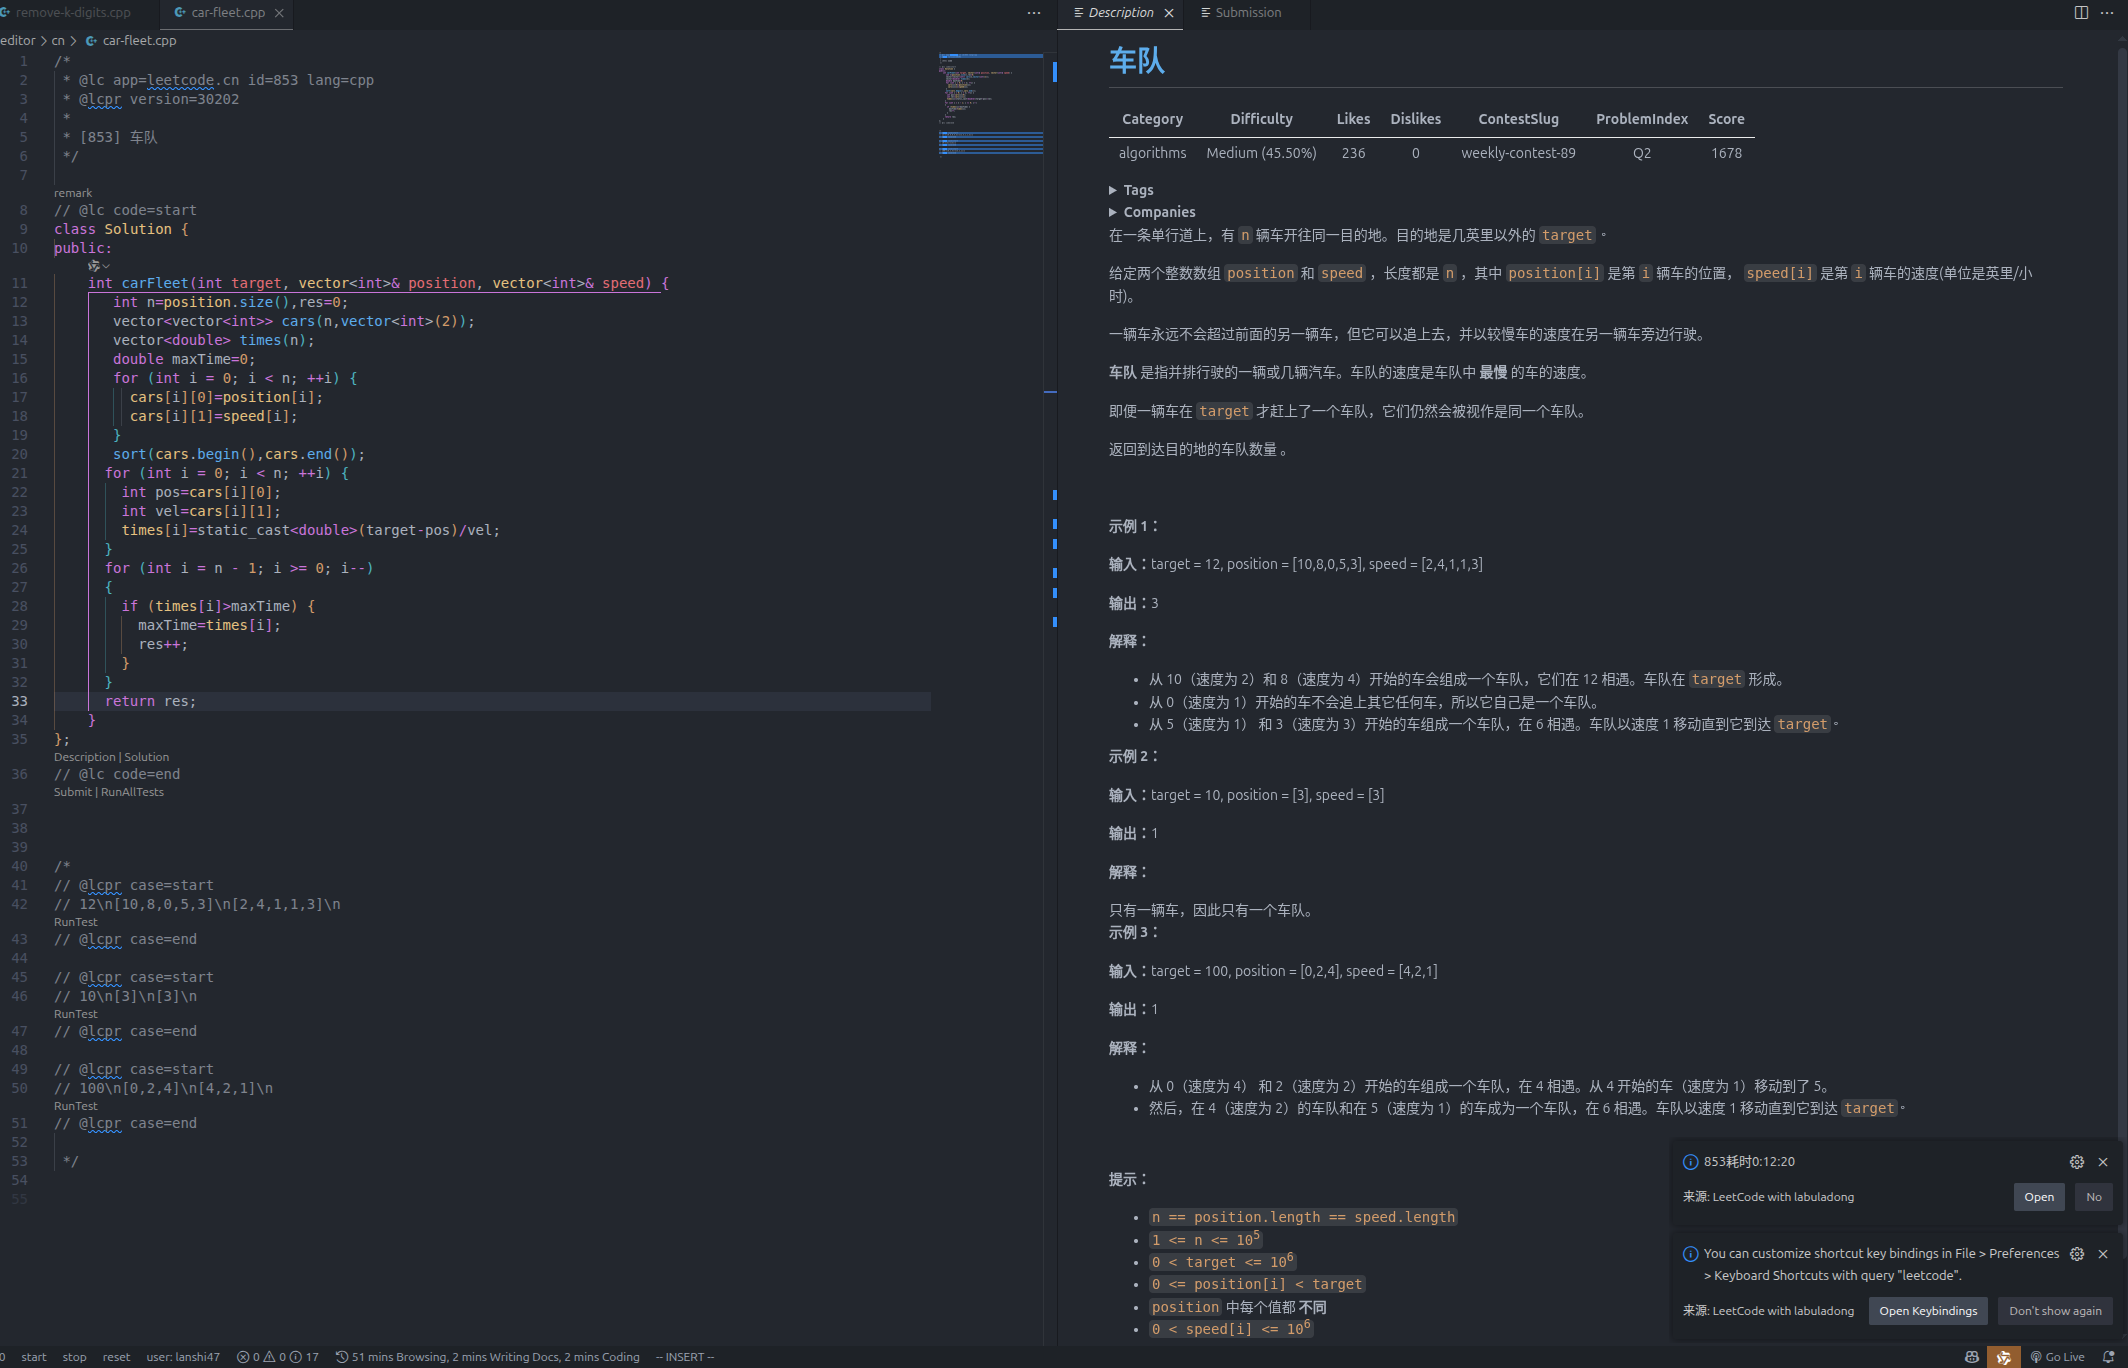 remove-k-digits.cpp
car-fleet.cpp
Description
Submission
editor > cn > car-fleet.cpp
1 /*
2 * @lc app=leetcode.cn id=853 lang=cpp
3 * @lcpr version=30202
4 *
5 * [853] 车队
6 */
7
remark
8 // @lc code=start
9 class Solution {
10 public:
11 int carFleet(int target, vector<int>& position, vector<int>& speed) {
12 int n=position.size(),res=0;
13 vector<vector<int>> cars(n,vector<int>(2));
14 vector<double> times(n);
15 double maxTime=0;
16 for (int i = 0; i < n; ++i) {
17 cars[i][0]=position[i];
18 cars[i][1]=speed[i];
19 }
20 sort(cars.begin(),cars.end());
21 for (int i = 0; i < n; ++i) {
22 int pos=cars[i][0];
23 int vel=cars[i][1];
24 times[i]=static_cast<double>(target-pos)/vel;
25 }
26 for (int i = n - 1; i >= 0; i--)
27 {
28 if (times[i]>maxTime) {
29 maxTime=times[i];
30 res++;
31 }
32 }
33 return res;
34 }
35 };
Description | Solution
36 // @lc code=end
Submit | RunAllTests
37
38
39
40 /*
41 // @lcpr case=start
42 // 12\n[10,8,0,5,3]\n[2,4,1,1,3]\n
RunTest
43 // @lcpr case=end
44
45 // @lcpr case=start
46 // 10\n[3]\n[3]\n
RunTest
47 // @lcpr case=end
48
49 // @lcpr case=start
50 // 100\n[0,2,4]\n[4,2,1]\n
RunTest
51 // @lcpr case=end
52
53 */
54
55
车队
Category Difficulty Likes Dislikes ContestSlug ProblemIndex Score
algorithms Medium (45.50%) 236 0 weekly-contest-89 Q2 1678
Tags
Companies
在一条单行道上，有 n 辆车开往同一目的地。目的地是几英里以外的 target 。
给定两个整数数组 position 和 speed ，长度都是 n ，其中 position[i] 是第 i 辆车的位置， speed[i] 是第 i 辆车的速度(单位是英里/小
时)。
一辆车永远不会超过前面的另一辆车，但它可以追上去，并以较慢车的速度在另一辆车旁边行驶。
车队 是指并排行驶的一辆或几辆汽车。车队的速度是车队中 最慢 的车的速度。
即便一辆车在 target 才赶上了一个车队，它们仍然会被视作是同一个车队。
返回到达目的地的车队数量 。
示例 1：
输入：target = 12, position = [10,8,0,5,3], speed = [2,4,1,1,3]
输出：3
解释：
从 10（速度为 2）和 8（速度为 4）开始的车会组成一个车队，它们在 12 相遇。车队在 target 形成。
从 0（速度为 1）开始的车不会追上其它任何车，所以它自己是一个车队。
从 5（速度为 1） 和 3（速度为 3）开始的车组成一个车队，在 6 相遇。车队以速度 1 移动直到它到达 target。
示例 2：
输入：target = 10, position = [3], speed = [3]
输出：1
解释：
只有一辆车，因此只有一个车队。
示例 3：
输入：target = 100, position = [0,2,4], speed = [4,2,1]
输出：1
解释：
从 0（速度为 4） 和 2（速度为 2）开始的车组成一个车队，在 4 相遇。从 4 开始的车（速度为 1）移动到了 5。
然后，在 4（速度为 2）的车队和在 5（速度为 1）的车成为一个车队，在 6 相遇。车队以速度 1 移动直到它到达 target。
提示：
n == position.length == speed.length
1 <= n <= 10^5
0 < target <= 10^6
0 <= position[i] < target
position 中每个值都 不同
0 < speed[i] <= 10^6
853耗时0:12:20
来源: LeetCode with labuladong
Open
No
You can customize shortcut key bindings in File > Preferences
> Keyboard Shortcuts with query "leetcode".
来源: LeetCode with labuladong
Open Keybindings
Don't show again
0 start stop reset user: lanshi47 0 0 17 51 mins Browsing, 2 mins Writing Docs, 2 mins Coding -- INSERT -- Go Live